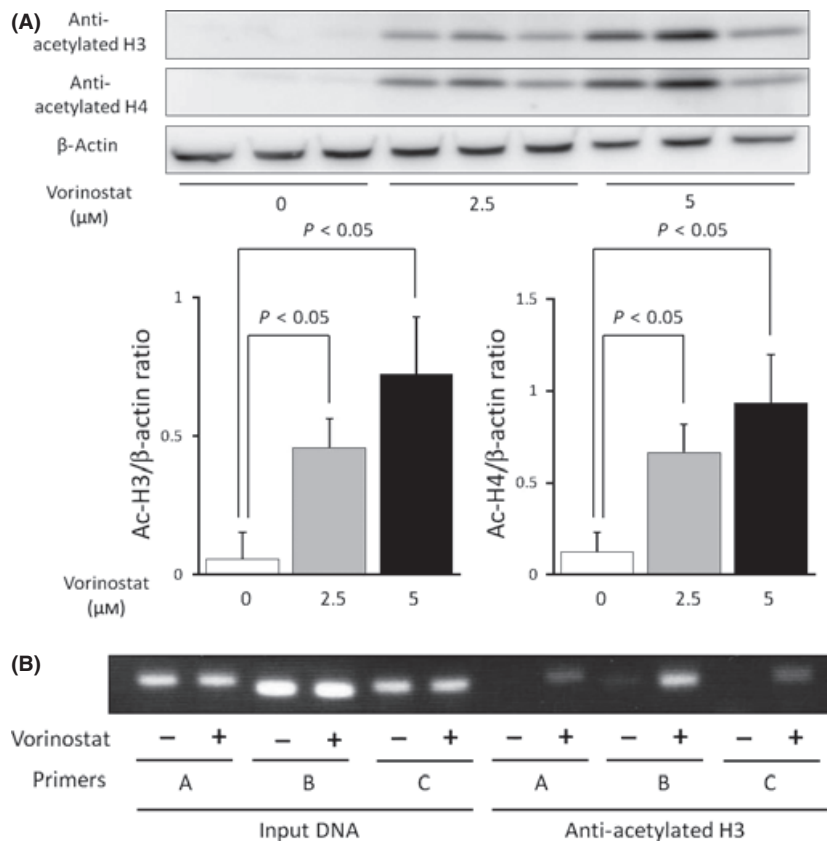 (A)
Anti-
acetylated H3
Anti-
acetylated H4
β-Actin
Vorinostat
(μM)
0 2.5 5
P < 0.05
P < 0.05
1
0.5
0
Ac-H3/β-actin ratio
Vorinostat
(μM)
0 2.5 5
P < 0.05
P < 0.05
1.5
1
0.5
0
Ac-H4/β-actin ratio
0 2.5 5
(B)
Vorinostat − + − + − + − + − + − +
Primers A B C A B C
Input DNA Anti-acetylated H3